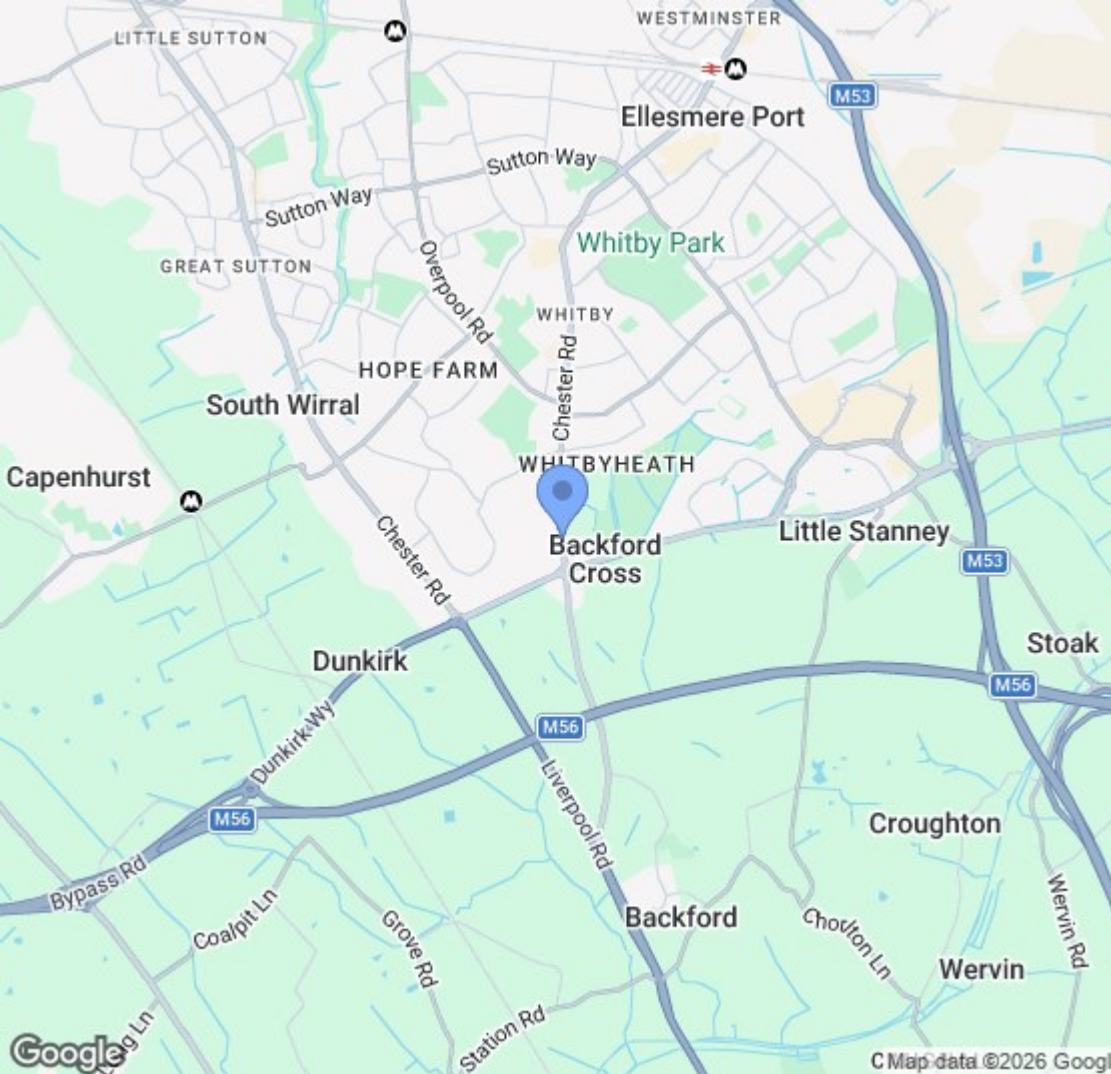 WESTMINSTER
LITTLE SUTTON
M53
Ellesmere Port
Sutton Way
Sutton Way
Whitby Park
GREAT SUTTON
Overpool Rd
WHITBY
Chester Rd
HOPE FARM
South Wirral
WHITBYHEATH
Capenhurst
Little Stanney
Backford
Cross
Chester Rd
M53
Stoak
Dunkirk
M56
M56
Dunkirk Wy
Liverpool Rd
M56
Croughton
Bypass Rd
Coalpit Ln
Grove Rd
Backford
Chorlton Ln
Wervin Rd
Wervin
Station Rd
Ln
Google
Map data ©2026 Google